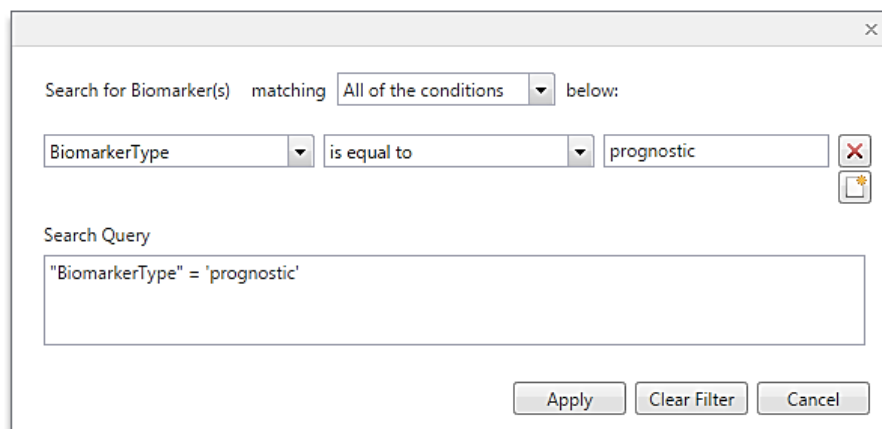 Search for Biomarker(s) matching All of the conditions below:
BiomarkerType is equal to prognostic
Search Query
"BiomarkerType" = 'prognostic'
Apply Clear Filter Cancel